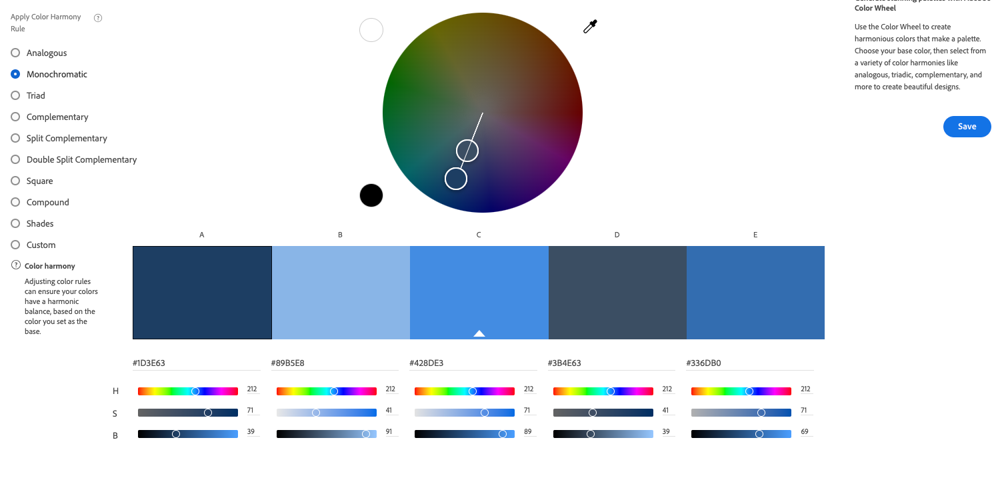 Apply Color Harmony
Rule
Analogous
Monochromatic
Triad
Complementary
Split Complementary
Double Split Complementary
Square
Compound
Shades
Custom
? Color harmony
Adjusting color rules
can ensure your colors
have a harmonic
balance, based on the
color you set as the
base.
Color Wheel
Use the Color Wheel to create
harmonious colors that make a palette.
Choose your base color, then select from
a variety of color harmonies like
analogous, triadic, complementary, and
more to create beautiful designs.
Save
A B C D E
#1D3E63 #89B5E8 #428DE3 #3B4E63 #336DB0
H 212 212 212 212 212
S 71 41 71 41 71
B 39 91 89 39 69